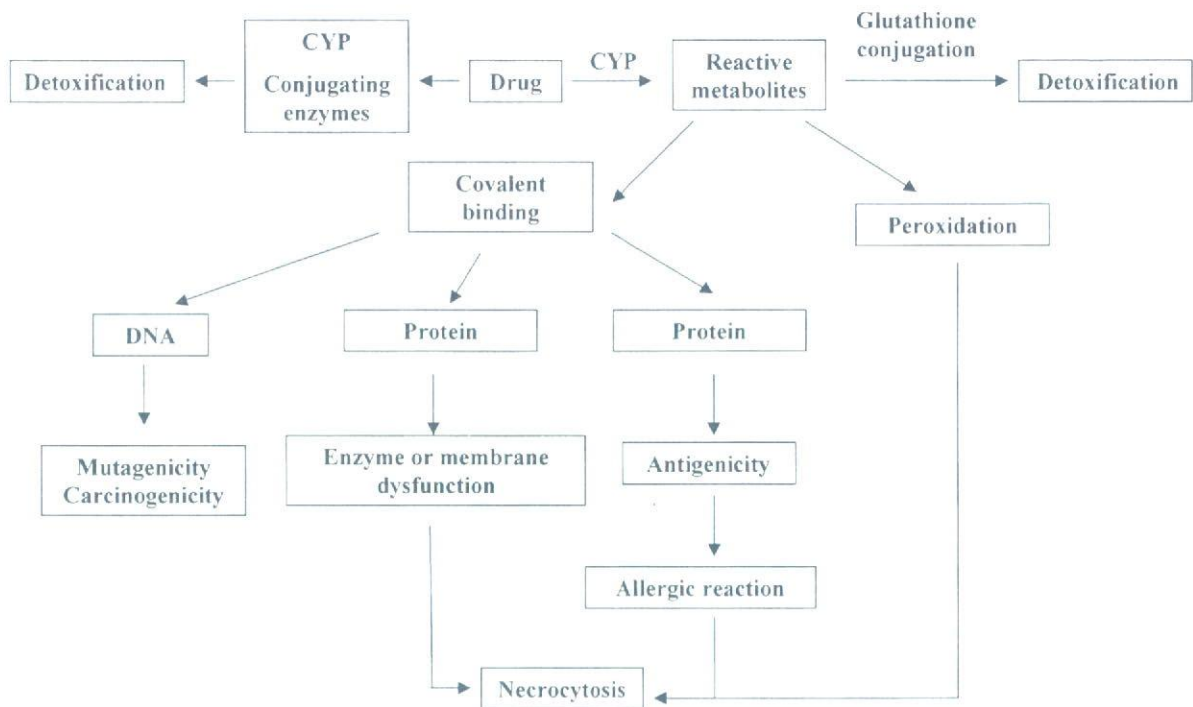 Glutathione
conjugation
CYP
Conjugating
enzymes
Detoxification
Drug
CYP
Reactive
metabolites
Detoxification
Covalent
binding
Peroxidation
DNA
Protein
Protein
Mutagenicity
Carcinogenicity
Enzyme or membrane
dysfunction
Antigenicity
Allergic reaction
Necrocytosis